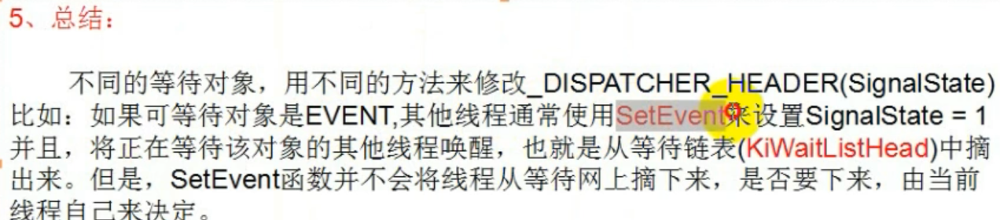 5、总结：
不同的等待对象，用不同的方法来修改_DISPATCHER_HEADER(SignalState)
比如：如果可等待对象是EVENT,其他线程通常使用SetEvent来设置SignalState = 1
并且，将正在等待该对象的其他线程唤醒，也就是从等待链表(KiWaitListHead)中摘
出来。但是，SetEvent函数并不会将线程从等待网上摘下来，是否要下来，由当前
线程自己来决定。